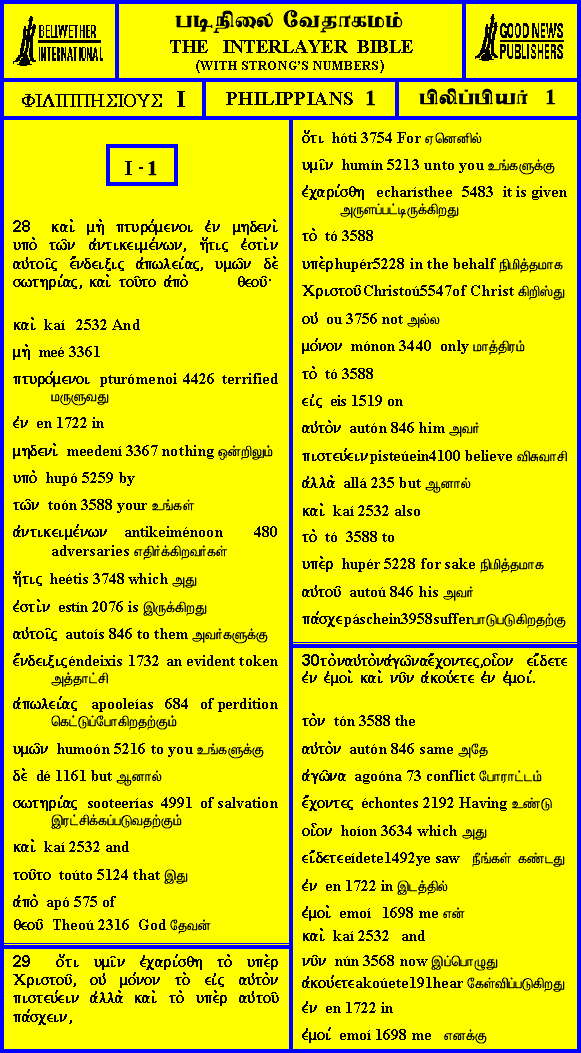 BELLWETHER
INTERNATIONAL
படிநிலை வேதாகமம்
THE INTERLAYER BIBLE
(WITH STRONG'S NUMBERS)
GOOD NEWS
PUBLISHERS
ΦΙΛΙΠΠΗΣΙΟΥΣ I
PHILIPPIANS 1
பிலிப்பியர் 1
I - 1
28 καὶ μὴ πτυρόμενοι ἐν μηδενὶ
υπὸ τῶν ἀντικειμένων, ἥτις ἐστὶν
αὐτοῖς ἔνδειξις ἀπωλείας, υμῶν δὲ
σωτηρίας, καὶ τοῦτο ἀπὸ θεοῦ·
καὶ kaí 2532 And
μὴ meé 3361
πτυρόμενοι pturómenoi 4426 terrified
மருளுவது
ἐν en 1722 in
μηδενὶ meedení 3367 nothing ஒன்றிலும்
υπὸ hupó 5259 by
τῶν toón 3588 your உங்கள்
ἀντικειμένων antikeiménoon 480
adversaries எதிர்க்கிறவர்கள்
ἥτις heétis 3748 which அது
ἐστὶν estín 2076 is இருக்கிறது
αὐτοῖς autoís 846 to them அவர்களுக்கு
ἔνδειξις éndeixis 1732 an evident token
அத்தாட்சி
ἀπωλείας apooleías 684 of perdition
கெட்டுப்போகிறதற்கும்
υμῶν humoón 5216 to you உங்களுக்கு
δὲ dé 1161 but ஆனால்
σωτηρίας sooteerías 4991 of salvation
இரட்சிக்கப்படுவதற்கும்
καὶ kaí 2532 and
τοῦτο toúto 5124 that இது
ἀπὸ apó 575 of
θεοῦ Theoú 2316 God தேவன்
29 ὅτι υμῖν ἐχαρίσθη τὸ υπὲρ
Χριστοῦ, οὐ μόνον τὸ εἰς αὐτὸν
πιστεύειν ἀλλὰ καὶ τὸ υπὲρ αὐτοῦ
πάσχειν,
ὅτι hóti 3754 For ஏனெனில்
υμῖν humín 5213 unto you உங்களுக்கு
ἐχαρίσθη echarísthee 5483 it is given
அருளப்பட்டிருக்கிறது
τὸ tó 3588
υπὲρ hupér5228 in the behalf நிமித்தமாக
Χριστοῦ Christoú5547of Christ கிறிஸ்து
οὐ ou 3756 not அல்ல
μόνον mónon 3440 only மாத்திரம்
τὸ tó 3588
εἰς eis 1519 on
αὐτὸν autón 846 him அவர்
πιστεύειν pisteúein4100 believe விசுவாசி
ἀλλὰ allá 235 but ஆனால்
καὶ kaí 2532 also
τὸ tó 3588 to
υπὲρ hupér 5228 for sake நிமித்தமாக
αὐτοῦ autoú 846 his அவர்
πάσχε páschein3958sufferபாடுபடுகிறதற்கு
30τὸναυτὸνἀγῶναἔχοντες,οἷον εἴδετε
ἐν ἐμοὶ καὶ νῦν ἀκούετε ἐν ἐμοί.
τὸν tón 3588 the
αὐτὸν autón 846 same அதே
ἀγῶνα agoóna 73 conflict போராட்டம்
ἔχοντες échontes 2192 Having உண்டு
οἷον hoíon 3634 which அது
εἴδετε eídete1492ye saw நீங்கள் கண்டது
ἐν en 1722 in இடத்தில்
ἐμοὶ emoí 1698 me என்
καὶ kaí 2532 and
νῦν nún 3568 now இப்பொழுது
ἀκούετε akoúete191hear கேள்விப்படுகிறது
ἐν en 1722 in
ἐμοί emoí 1698 me எனக்கு